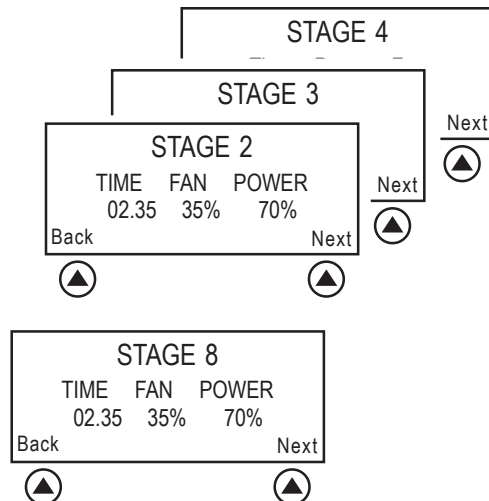 STAGE 4
Next
STAGE 3
Next
STAGE 2
TIME FAN POWER
02.35 35% 70%
Back Next
STAGE 8
TIME FAN POWER
02.35 35% 70%
Back Next